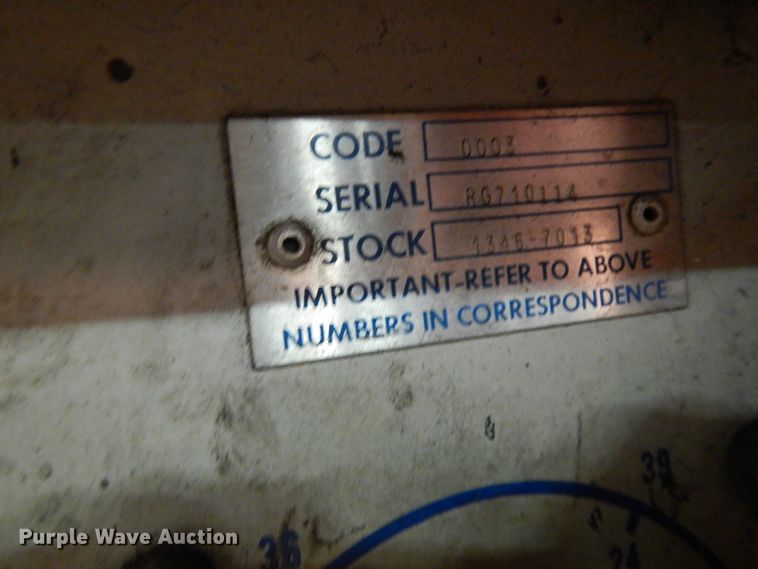 CODE 0003
SERIAL RG710114
STOCK 1346-7013
IMPORTANT-REFER TO ABOVE
NUMBERS IN CORRESPONDENCE
39
36
24
Purple Wave Auction®